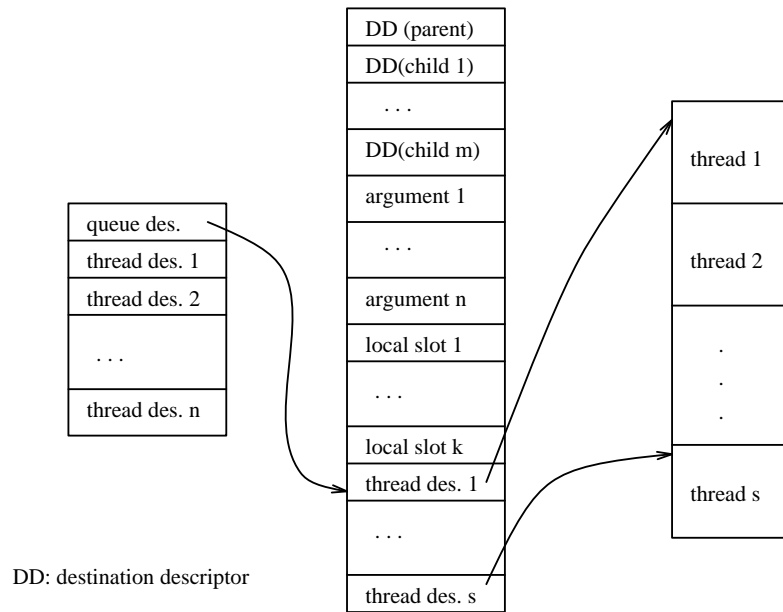 queue des.
thread des. 1
thread des. 2
. . .
thread des. n
DD (parent)
DD(child 1)
. . .
DD(child m)
argument 1
. . .
argument n
local slot 1
. . .
local slot k
thread des. 1
. . .
thread des. s
thread 1
thread 2
.
.
.
thread s
DD: destination descriptor